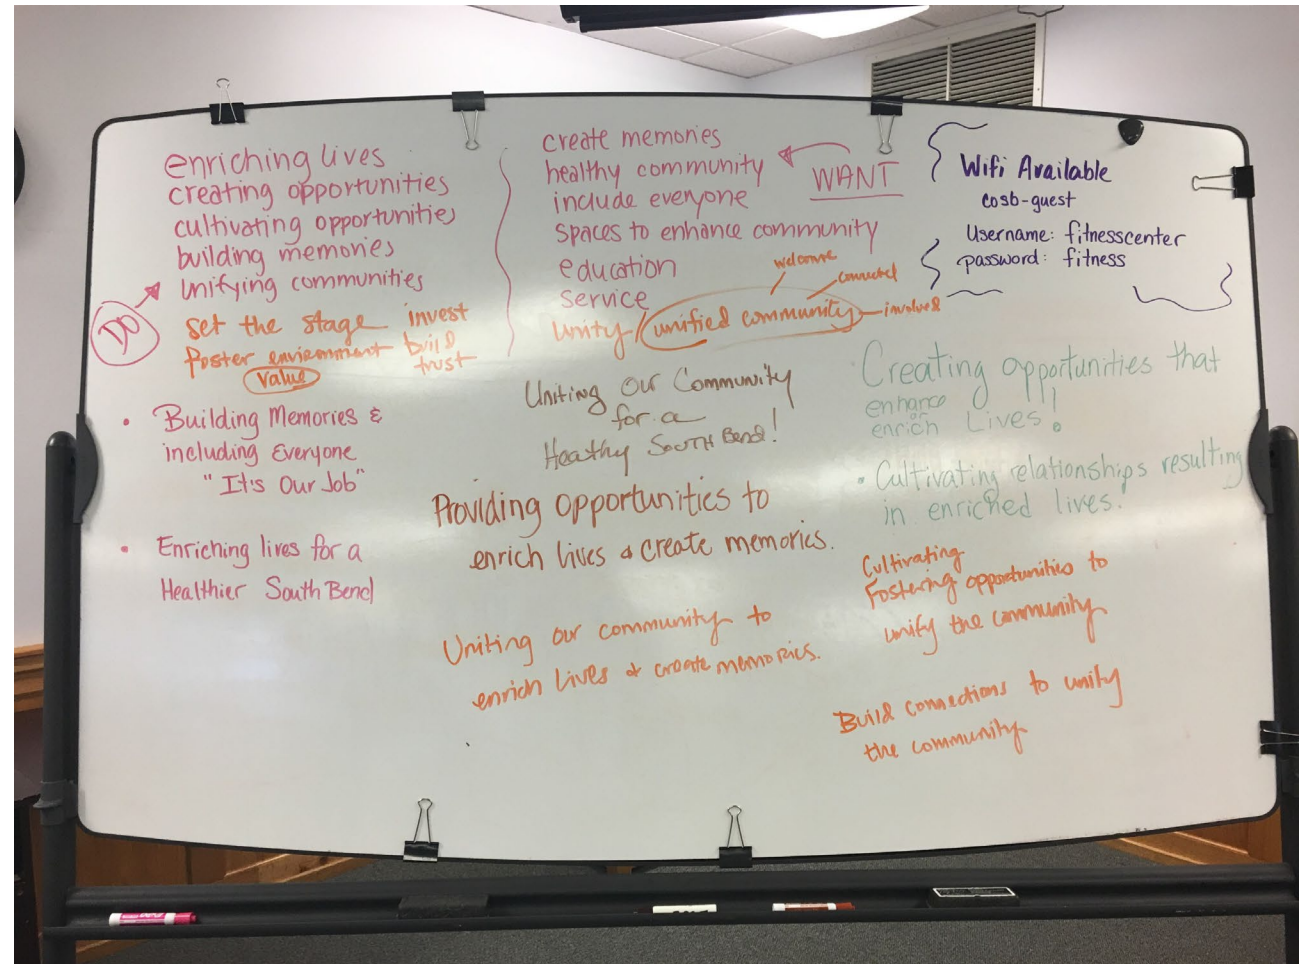 enriching lives
creating opportunities
cultivating opportunities
building memories
unifying communities
DO
set the stage invest
foster enviornment build
value trust
• Building Memories &
including Everyone
"It's Our Job"
• Enriching lives for a
Healthier South Bend
create memories
healthy community
WANT
include everyone
spaces to enhance community
education
service
welcome
connected
involved
Unity / unified community
Uniting Our Community
for a
Healthy South Bend!
Providing opportunities to
enrich lives & create memories.
Uniting our community to
enrich lives & create memories.
Wifi Available
cosb-guest
Username: fitnesscenter
password: fitness
Creating opportunities that
enhance
or
enrich Lives!
• Cultivating relationships resulting
in enriched lives!
Cultivating
Fostering opportunities to
unify the community
Build connections to unify
the community